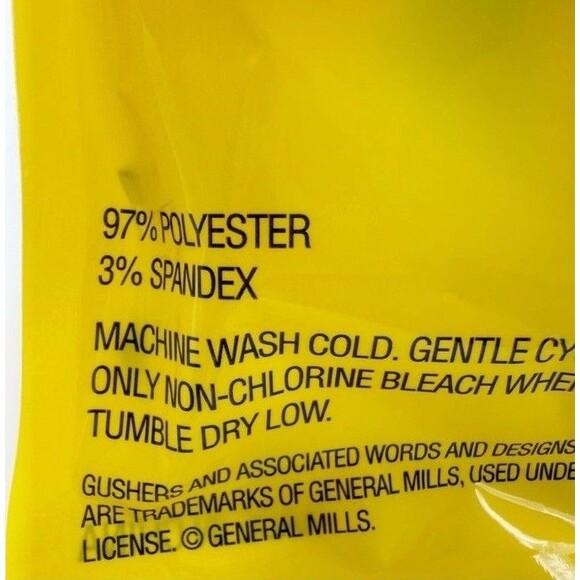 97% POLYESTER
3% SPANDEX
MACHINE WASH COLD. GENTLE CY
ONLY NON-CHLORINE BLEACH WHE
TUMBLE DRY LOW.
GUSHERS AND ASSOCIATED WORDS AND DESIGNS
ARE TRADEMARKS OF GENERAL MILLS, USED UNDE
LICENSE. © GENERAL MILLS.